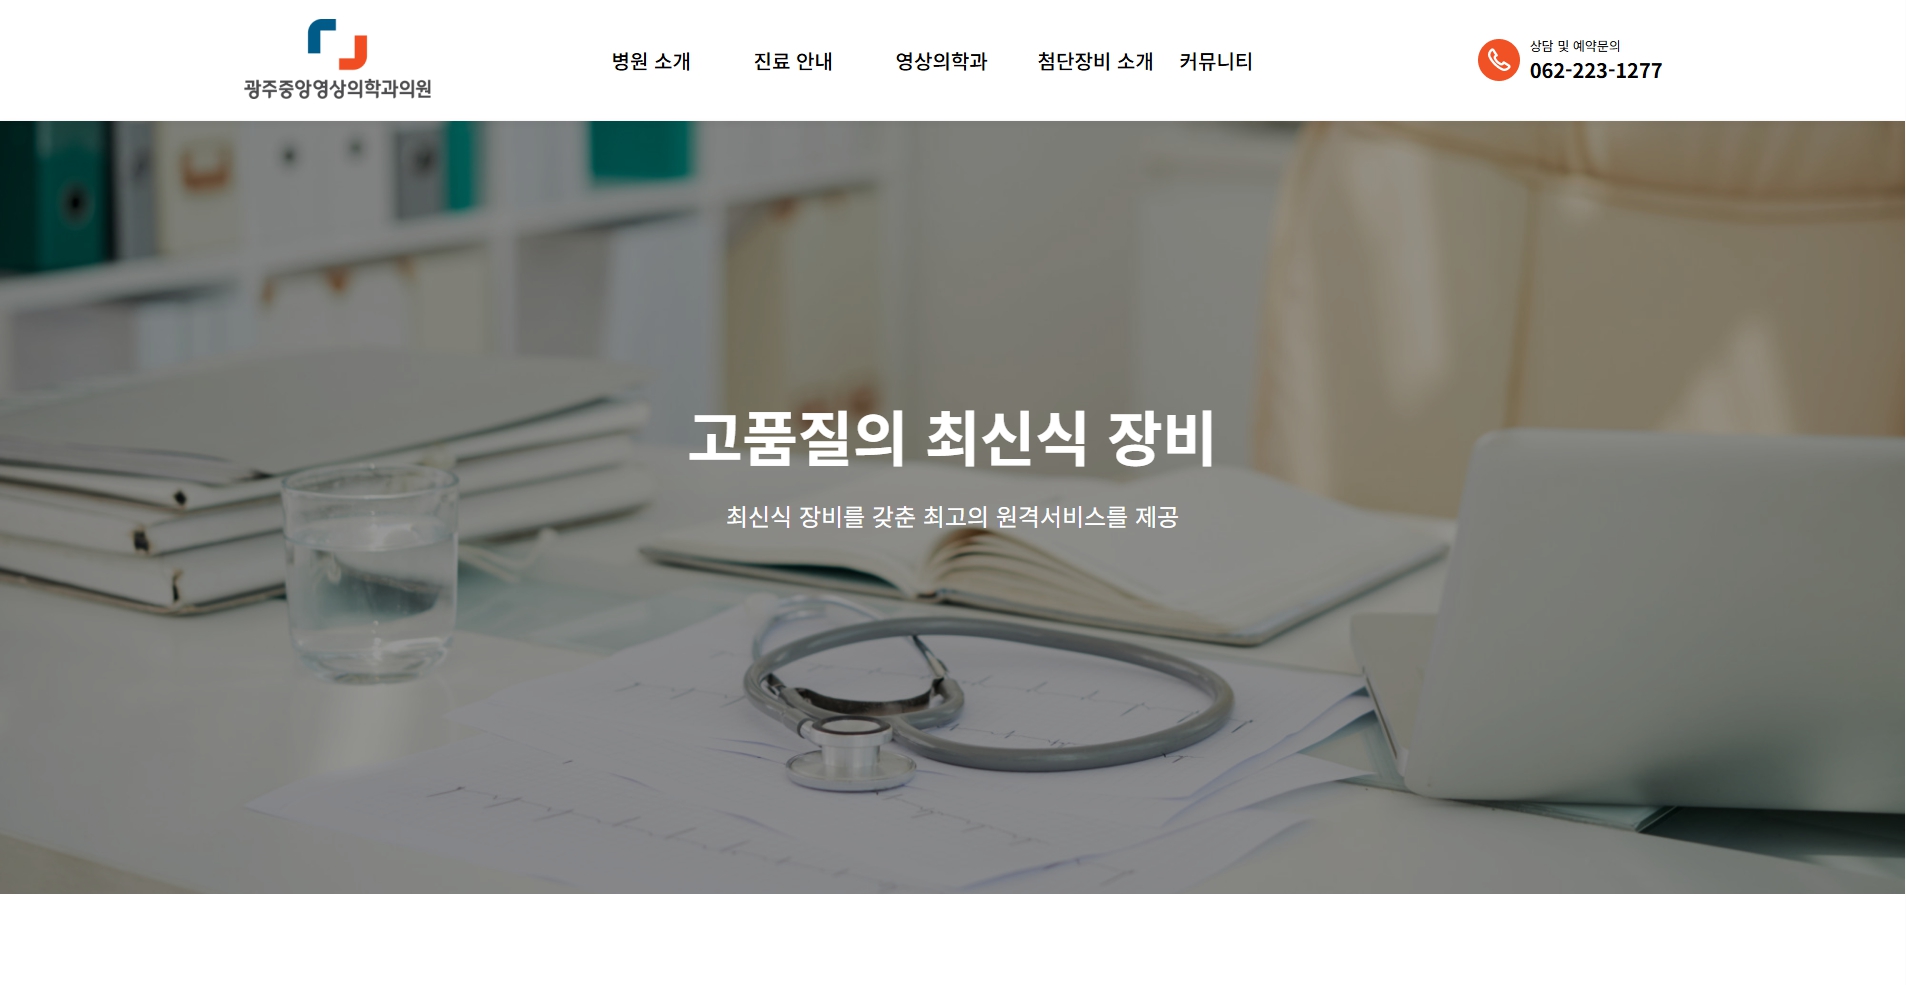 광주중앙영상의학과의원
병원 소개
진료 안내
영상의학과
첨단장비 소개
커뮤니티
상담 및 예약문의
062-223-1277
고품질의 최신식 장비
최신식 장비를 갖춘 최고의 원격서비스를 제공